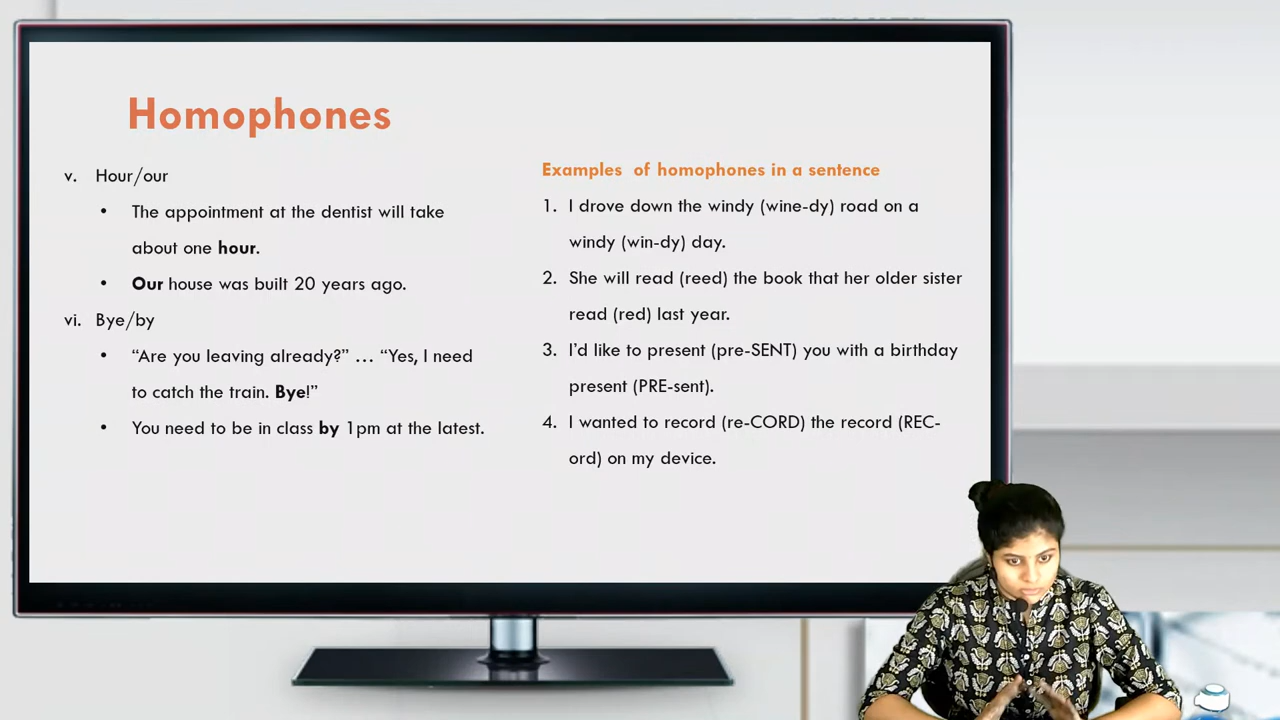 Homophones
v. Hour/our
• The appointment at the dentist will take
about one hour.
• Our house was built 20 years ago.
vi. Bye/by
• “Are you leaving already?” … “Yes, I need
to catch the train. Bye!”
• You need to be in class by 1pm at the latest.
Examples of homophones in a sentence
1. I drove down the windy (wine-dy) road on a
windy (win-dy) day.
2. She will read (reed) the book that her older sister
read (red) last year.
3. I’d like to present (pre-SENT) you with a birthday
present (PRE-sent).
4. I wanted to record (re-CORD) the record (REC-
ord) on my device.